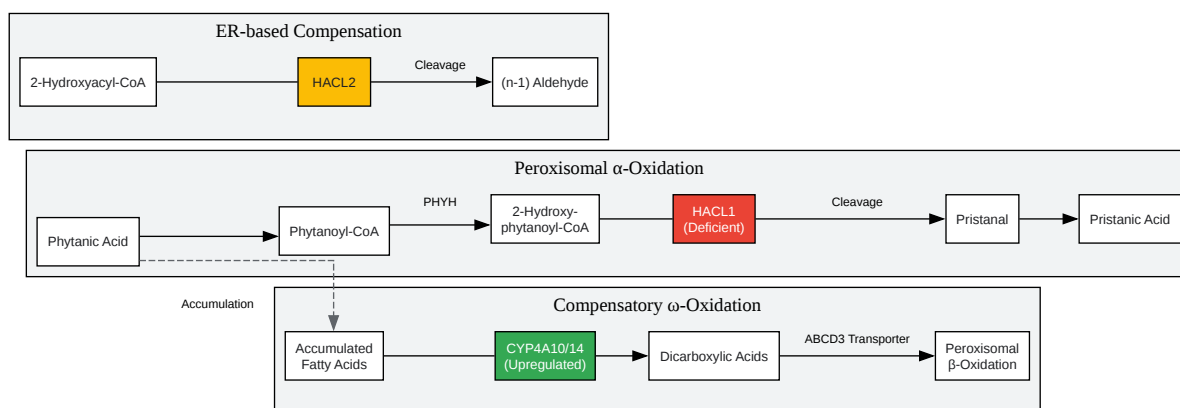 ER-based Compensation
2-Hydroxyacyl-CoA
HACL2
Cleavage
(n-1) Aldehyde
Peroxisomal α-Oxidation
Phytanic Acid
Phytanoyl-CoA
PHYH
2-Hydroxy-
phytanoyl-CoA
HACL1
(Deficient)
Cleavage
Pristanal
Pristanic Acid
Accumulation
Compensatory ω-Oxidation
Accumulated
Fatty Acids
CYP4A10/14
(Upregulated)
Dicarboxylic Acids
ABCD3 Transporter
Peroxisomal
β-Oxidation